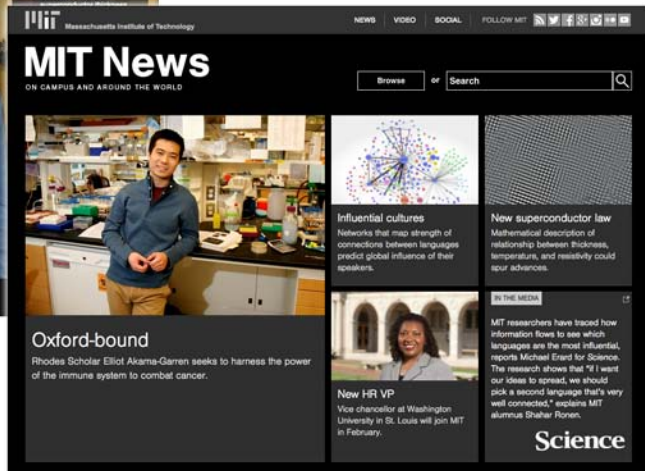 superconductor thickness
Massachusetts Institute of Technology
NEWS
VIDEO
SOCIAL
FOLLOW MIT
MIT News
ON CAMPUS AND AROUND THE WORLD
Browse or Search
Oxford-bound
Rhodes Scholar Elliot Akama-Garren seeks to harness the power
of the immune system to combat cancer.
Influential cultures
Networks that map strength of
connections between languages
predict global influence of their
speakers.
New superconductor law
Mathematical description of
relationship between thickness,
temperature, and resistivity could
spur advances.
New HR VP
Vice chancellor at Washington
University in St. Louis will join MIT
in February.
IN THE MEDIA
MIT researchers have traced how
information flows to see which
languages are the most influential,
reports Michael Erard for Science.
The research shows that "if I want
our ideas to spread, we should
pick a second language that's very
well connected," explains MIT
alumnus Shahar Ronen.
Science